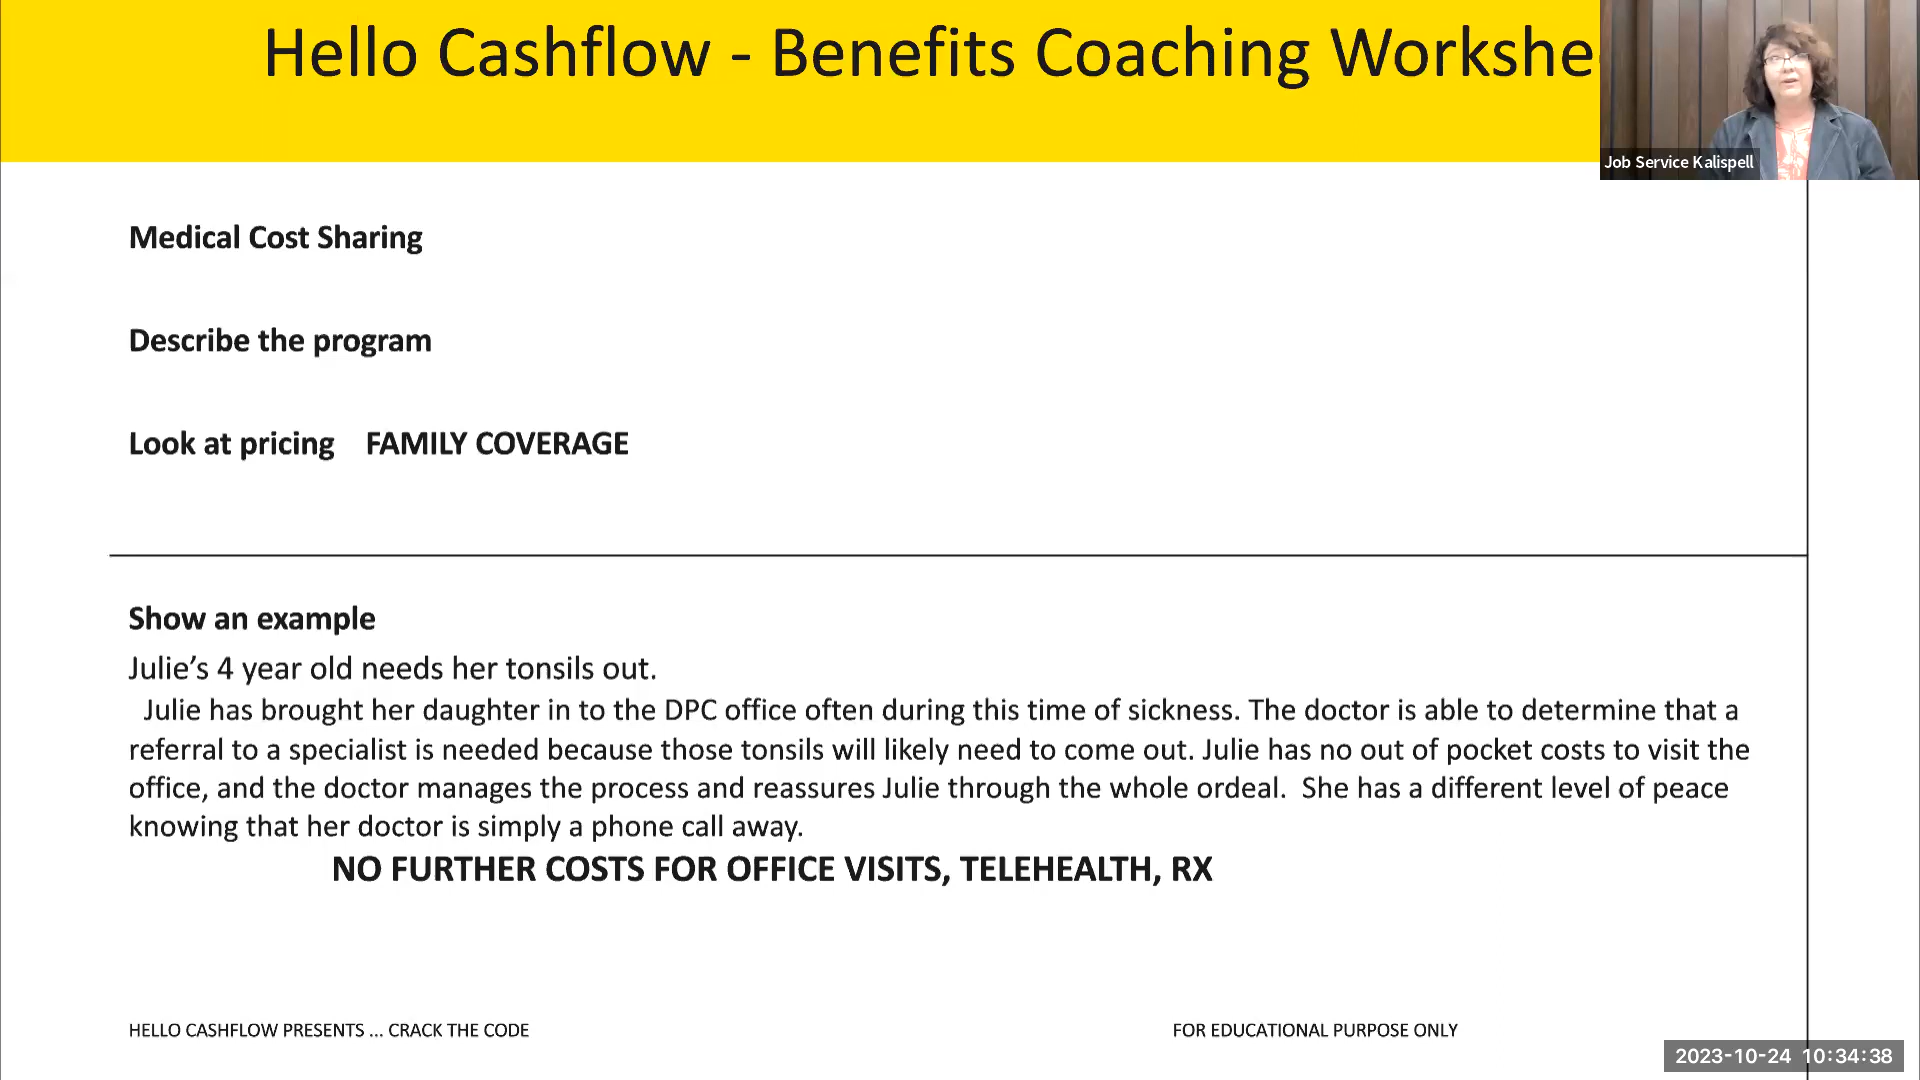 Hello Cashflow - Benefits Coaching Workshe
Job Service Kalispell
Medical Cost Sharing
Describe the program
Look at pricing FAMILY COVERAGE
Show an example
Julie’s 4 year old needs her tonsils out.
Julie has brought her daughter in to the DPC office often during this time of sickness. The doctor is able to determine that a
referral to a specialist is needed because those tonsils will likely need to come out. Julie has no out of pocket costs to visit the
office, and the doctor manages the process and reassures Julie through the whole ordeal. She has a different level of peace
knowing that her doctor is simply a phone call away.
NO FURTHER COSTS FOR OFFICE VISITS, TELEHEALTH, RX
HELLO CASHFLOW PRESENTS ... CRACK THE CODE
FOR EDUCATIONAL PURPOSE ONLY
2023-10-24 10:34:38